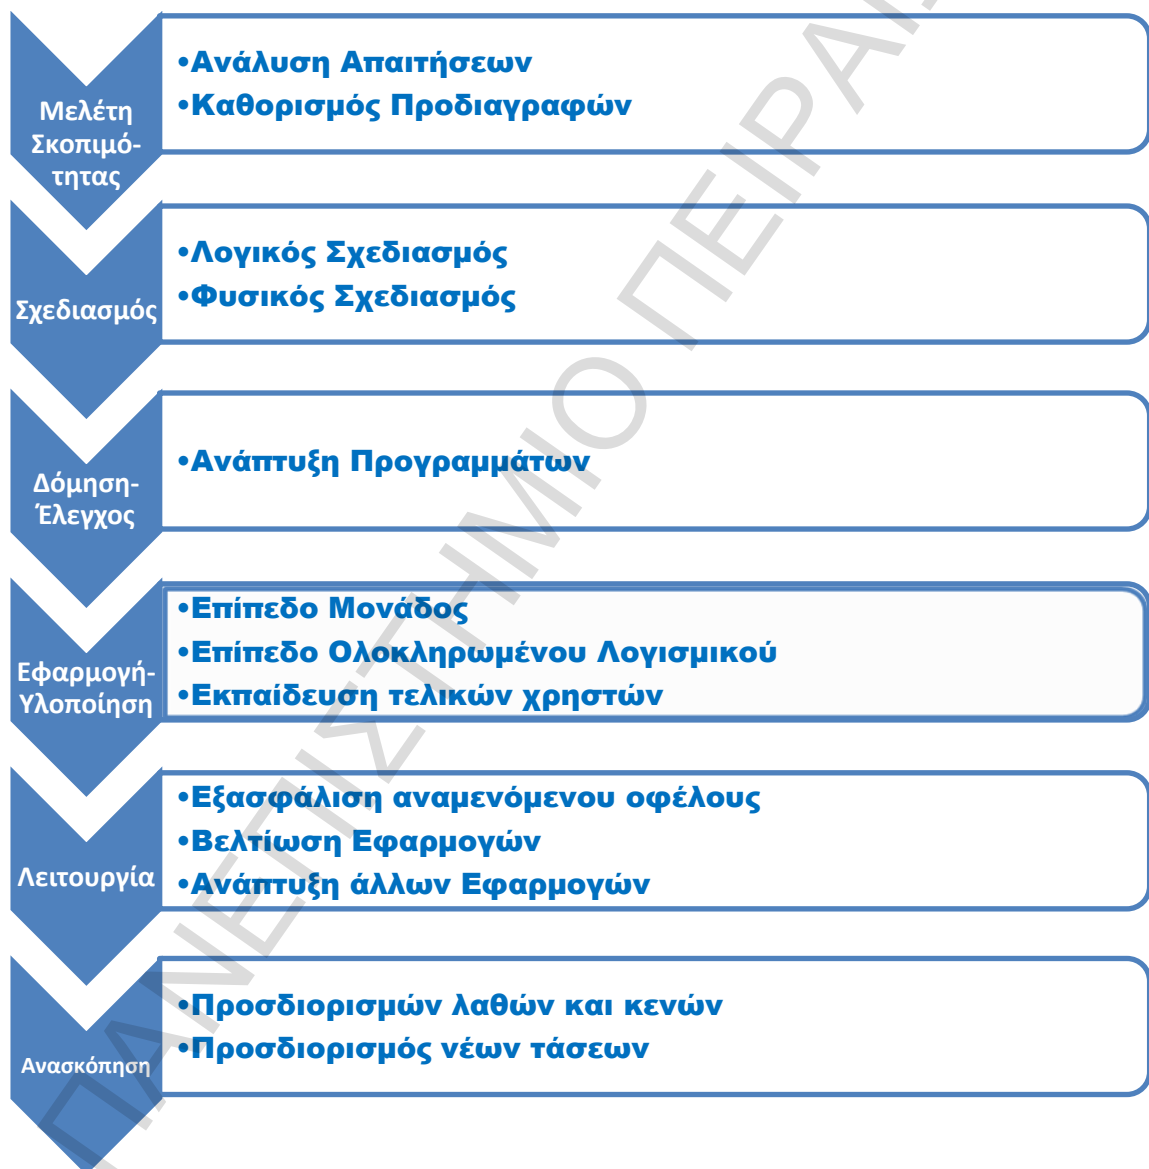 Μελέτη
Σκοπιμό-
τητας
•Ανάλυση Απαιτήσεων
•Καθορισμός Προδιαγραφών
Σχεδιασμός
•Λογικός Σχεδιασμός
•Φυσικός Σχεδιασμός
Δόμηση-
Έλεγχος
•Ανάπτυξη Προγραμμάτων
Εφαρμογή-
Υλοποίηση
•Επίπεδο Μονάδος
•Επίπεδο Ολοκληρωμένου Λογισμικού
•Εκπαίδευση τελικών χρηστών
Λειτουργία
•Εξασφάλιση αναμενόμενου οφέλους
•Βελτίωση Εφαρμογών
•Ανάπτυξη άλλων Εφαρμογών
Ανασκόπηση
•Προσδιορισμών λαθών και κενών
•Προσδιορισμός νέων τάσεων
ΠΑΝΕΠΙΣΤΗΜΙΟ